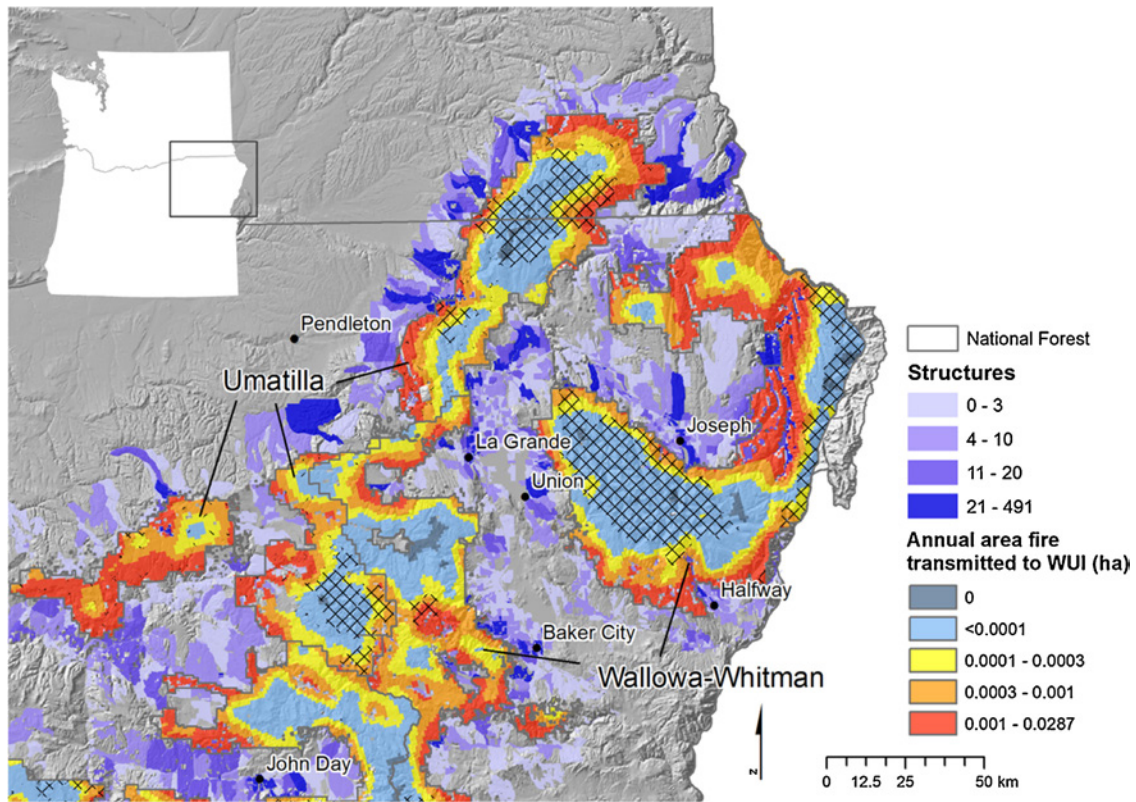 Pendleton
Umatilla
La Grande
Joseph
Union
Halfway
Baker City
Wallowa-Whitman
John Day
N
National Forest
Structures
0 - 3
4 - 10
11 - 20
21 - 491
Annual area fire
transmitted to WUI (ha)
0
<0.0001
0.0001 - 0.0003
0.0003 - 0.001
0.001 - 0.0287
0 12.5 25 50 km